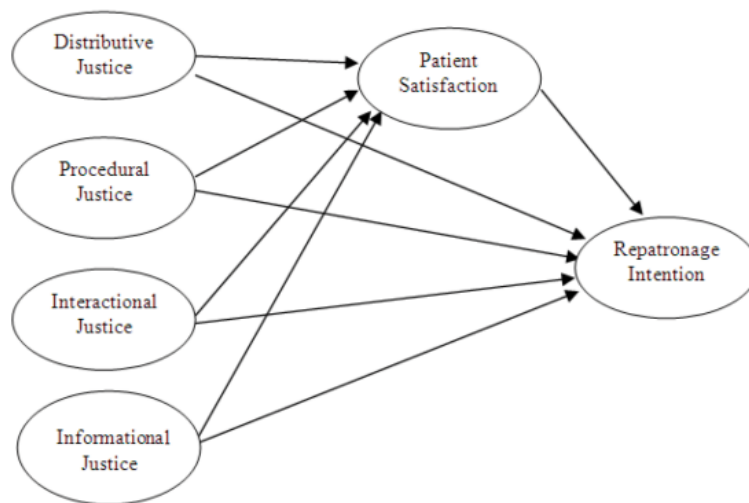 Distributive
Justice
Patient
Satisfaction
Procedural
Justice
Repatronage
Intention
Interactional
Justice
Informational
Justice